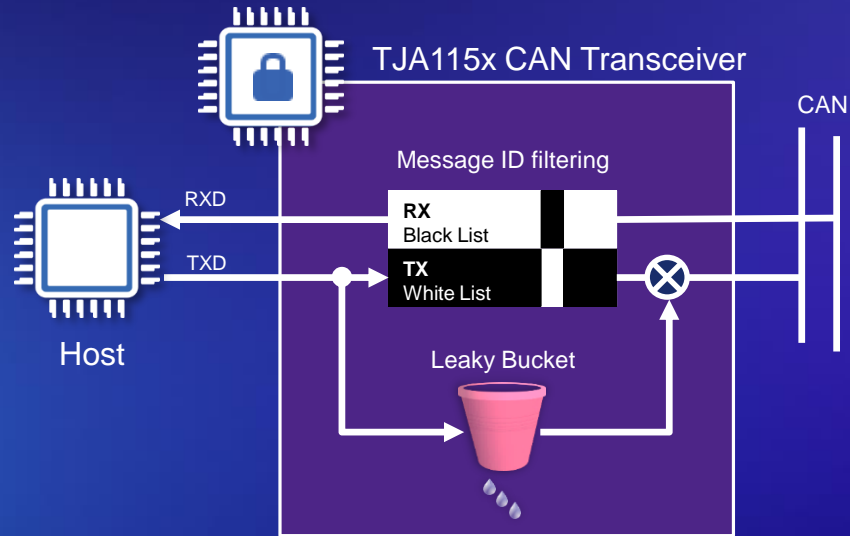 TJA115x CAN Transceiver
CAN
Message ID filtering
RXD
RX
Black List
TXD
TX
White List
Host
Leaky Bucket